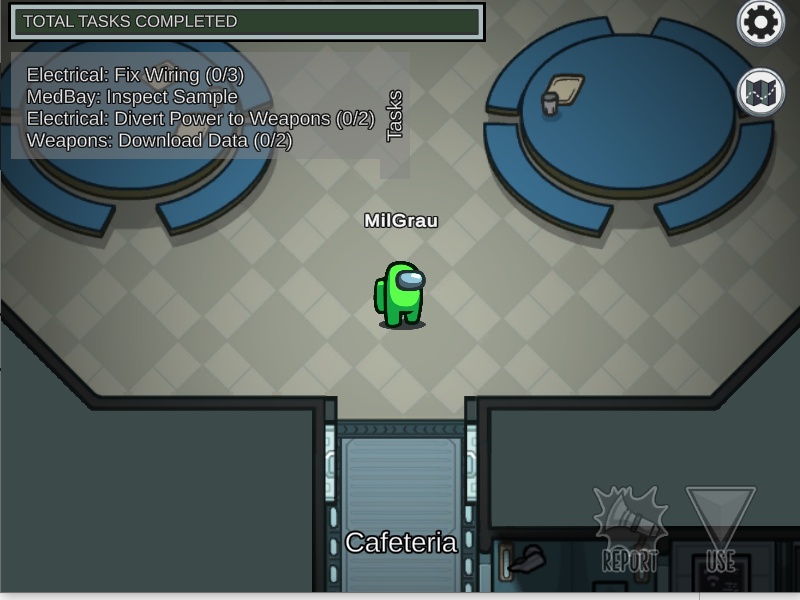 TOTAL TASKS COMPLETED
Electrical: Fix Wiring (0/3)
MedBay: Inspect Sample
Electrical: Divert Power to Weapons (0/2)
Weapons: Download Data (0/2)
Tasks
MilGrau
Cafeteria
REPORT
USE